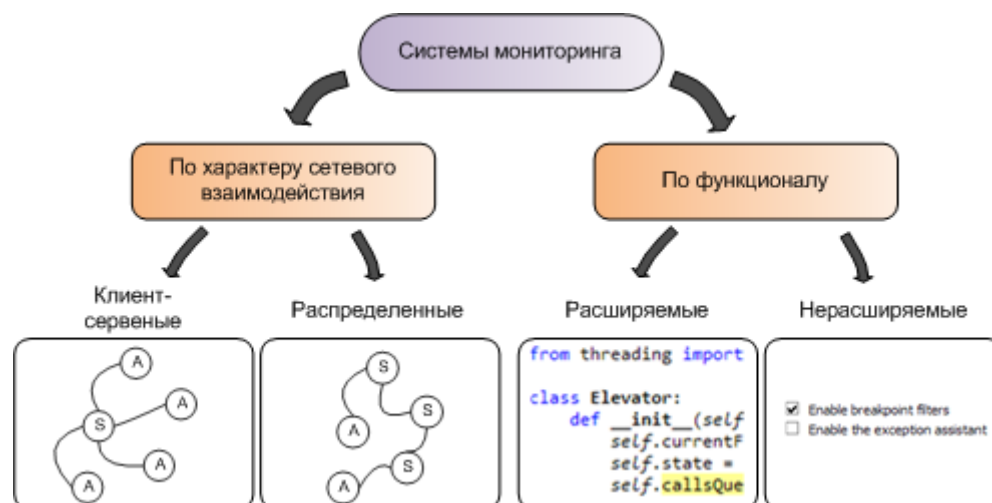 Системы мониторинга
По характеру сетевого
взаимодействия
По функционалу
Клиент-
сервеные
Распределенные
Расширяемые
Нерасширяемые
A
A
S
A
A
S
S
A
S
A
from threading import
class Elevator:
def __init__(self
self.currentF
self.state =
self.callsQue
Enable breakpoint filters
Enable the exception assistant